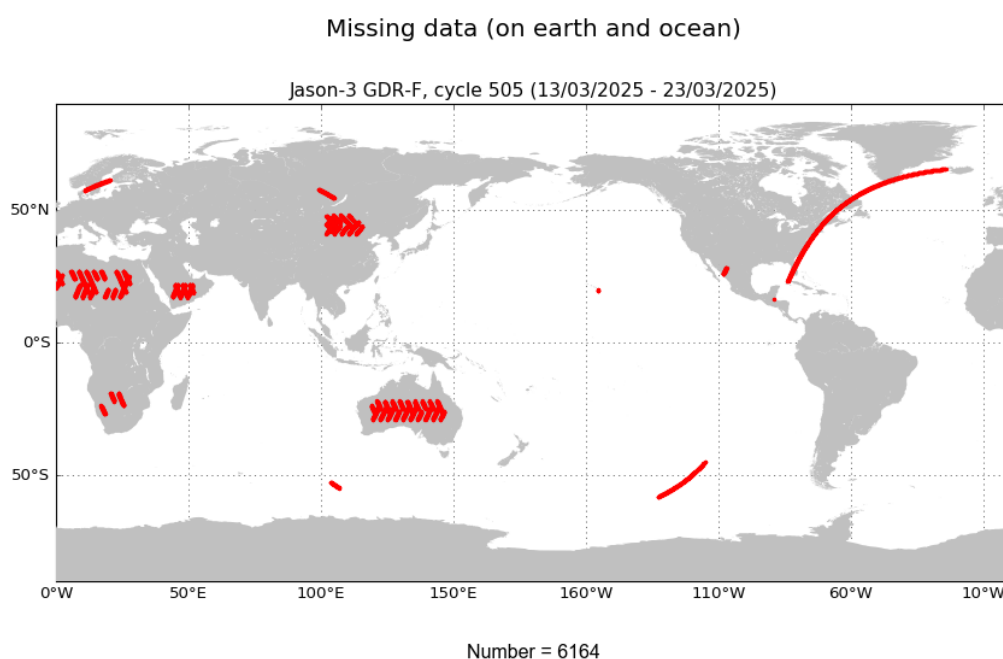 Missing data (on earth and ocean)
Jason-3 GDR-F, cycle 505 (13/03/2025 - 23/03/2025)
50°N
0°S
50°S
0°W 50°E 100°E 150°E 160°W 110°W 60°W 10°W
Number = 6164